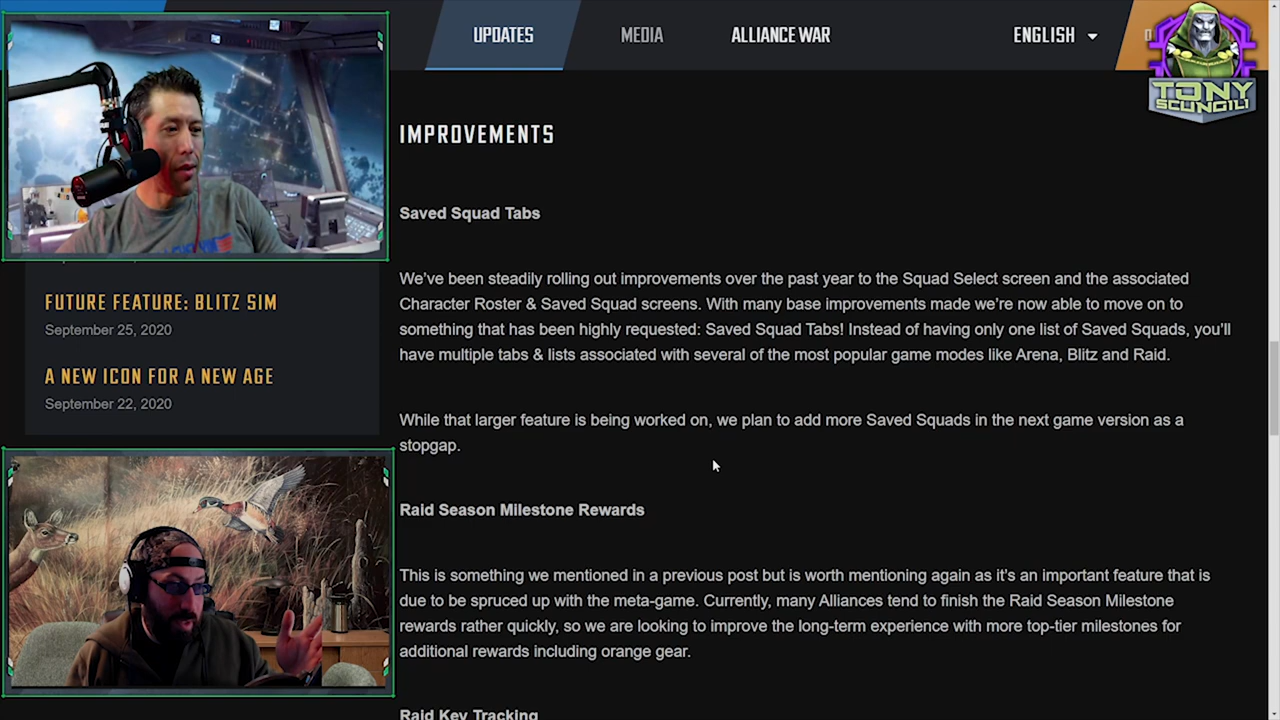 UPDATES
MEDIA
ALLIANCE WAR
ENGLISH
TONY
SCUNGILI
IMPROVEMENTS
Saved Squad Tabs
We've been steadily rolling out improvements over the past year to the Squad Select screen and the associated
Character Roster & Saved Squad screens. With many base improvements made we're now able to move on to
something that has been highly requested: Saved Squad Tabs! Instead of having only one list of Saved Squads, you'll
have multiple tabs & lists associated with several of the most popular game modes like Arena, Blitz and Raid.
While that larger feature is being worked on, we plan to add more Saved Squads in the next game version as a
stopgap.
Raid Season Milestone Rewards
This is something we mentioned in a previous post but is worth mentioning again as it's an important feature that is
due to be spruced up with the meta-game. Currently, many Alliances tend to finish the Raid Season Milestone
rewards rather quickly, so we are looking to improve the long-term experience with more top-tier milestones for
additional rewards including orange gear.
Raid Key Tracking
FUTURE FEATURE: BLITZ SIM
September 25, 2020
A NEW ICON FOR A NEW AGE
September 22, 2020